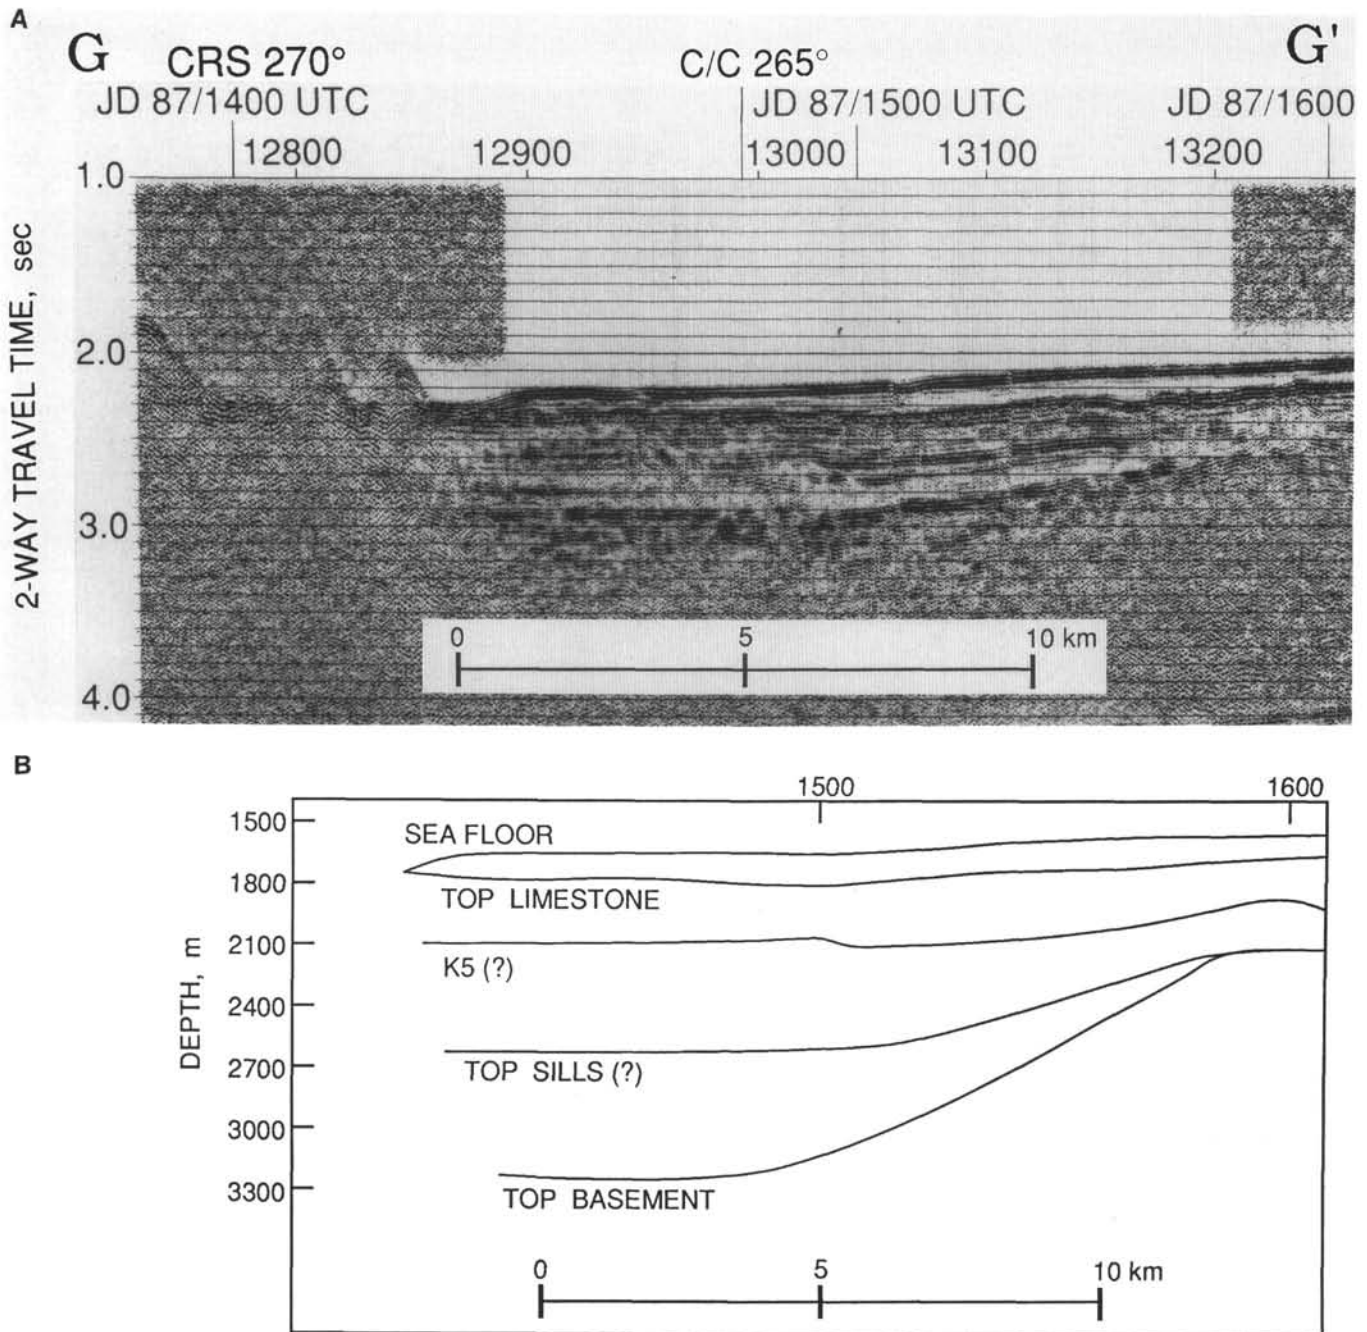 A
G CRS 270° C/C 265° G'
JD 87/1400 UTC JD 87/1500 UTC JD 87/1600
12800 12900 13000 13100 13200
1.0
2.0
3.0
4.0
2-WAY TRAVEL TIME, sec
0 5 10 km
B
1500 1600
1500
1800
2100
2400
2700
3000
3300
DEPTH, m
SEA FLOOR
TOP LIMESTONE
K5 (?)
TOP SILLS (?)
TOP BASEMENT
0 5 10 km